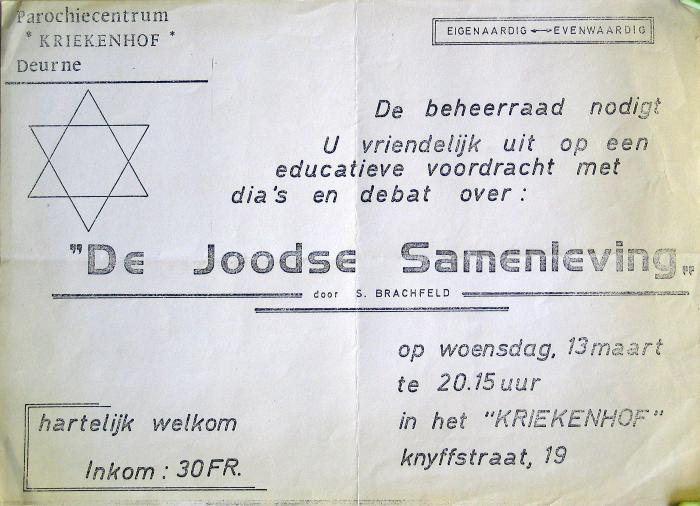 Parochiecentrum
* KRIEKENHOF *
Deurne
EIGENAARDIG ←→ EVENWAARDIG
De beheerraad nodigt
U vriendelijk uit op een
educatieve voordracht met
dia's en debat over :
"De Joodse Samenleving"
door S. BRACHFELD
op woensdag, 13 maart
te 20.15 uur
in het "KRIEKENHOF"
knyffstraat, 19
hartelijk welkom
Inkom : 30 FR.